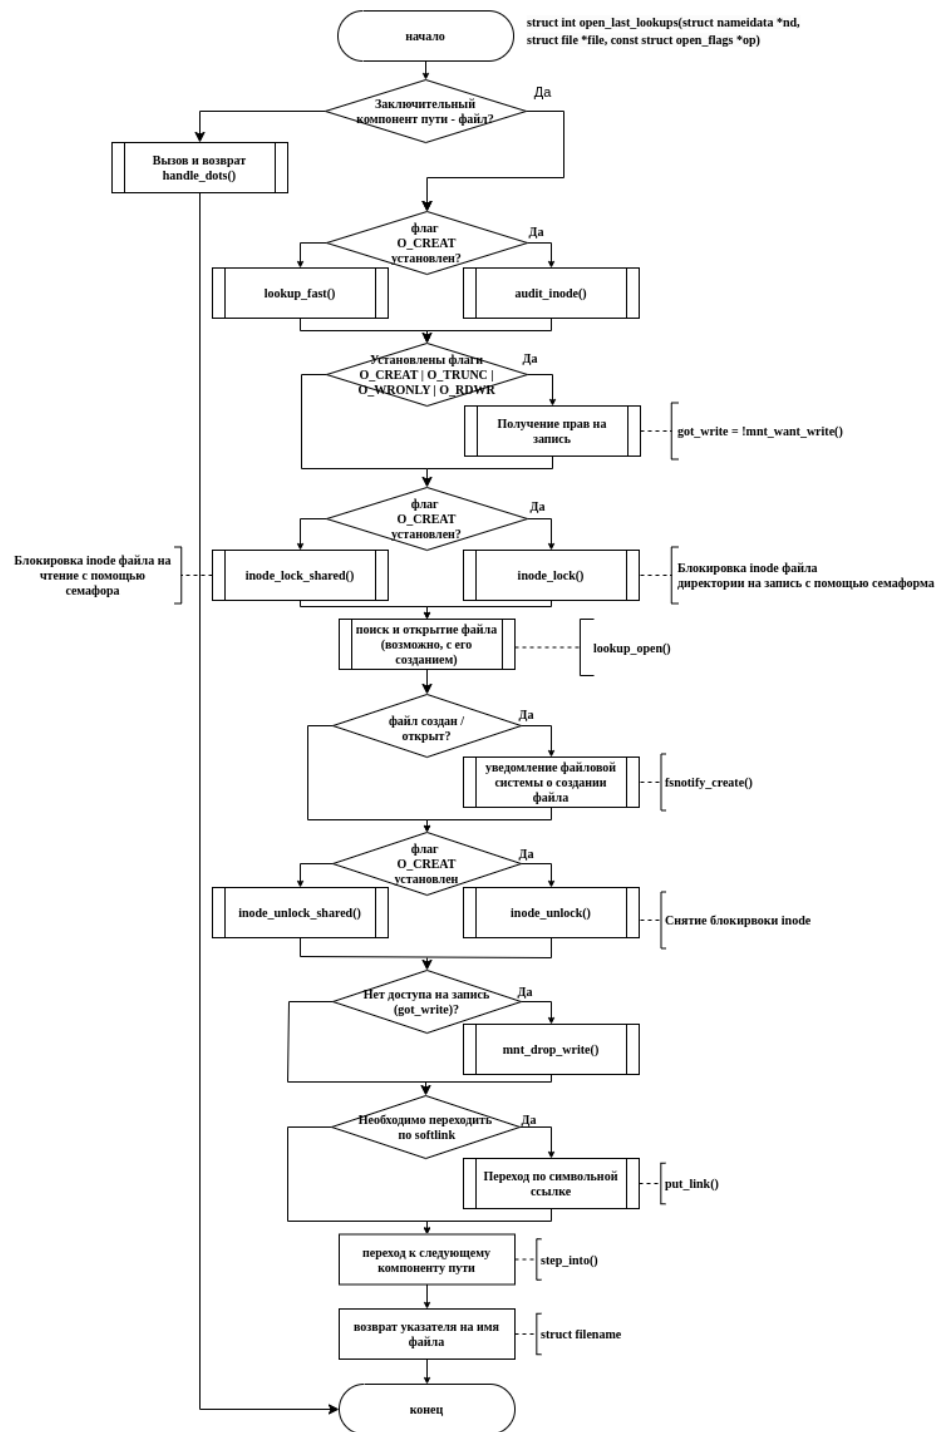 начало
struct int open_last_lookups(struct nameidata *nd,
struct file *file, const struct open_flags *op)
Заключительный
компонент пути - файл?
Да
Вызов и возврат
handle_dots()
флаг
O_CREAT
установлен?
Да
lookup_fast()
audit_inode()
Установлены флаги
O_CREAT | O_TRUNC |
O_WRONLY | O_RDWR
Да
Получение прав на
запись
got_write = !mnt_want_write()
флаг
O_CREAT
установлен?
Да
Блокировка inode файла на
чтение с помощью
семафора
inode_lock_shared()
inode_lock()
Блокировка inode файла
директории на запись с помощью семаформа
поиск и открытие файла
(возможно, с его
созданием)
lookup_open()
файл создан /
открыт?
Да
уведомление файловой
системы о создании
файла
fsnotify_create()
флаг
O_CREAT
установлен
Да
inode_unlock_shared()
inode_unlock()
Снятие блокирвоки inode
Нет доступа на запись
(got_write)?
Да
mnt_drop_write()
Необходимо переходить
по softlink
Да
Переход по символьной
ссылке
put_link()
переход к следующему
компоненту пути
step_into()
возврат указателя на имя
файла
struct filename
конец